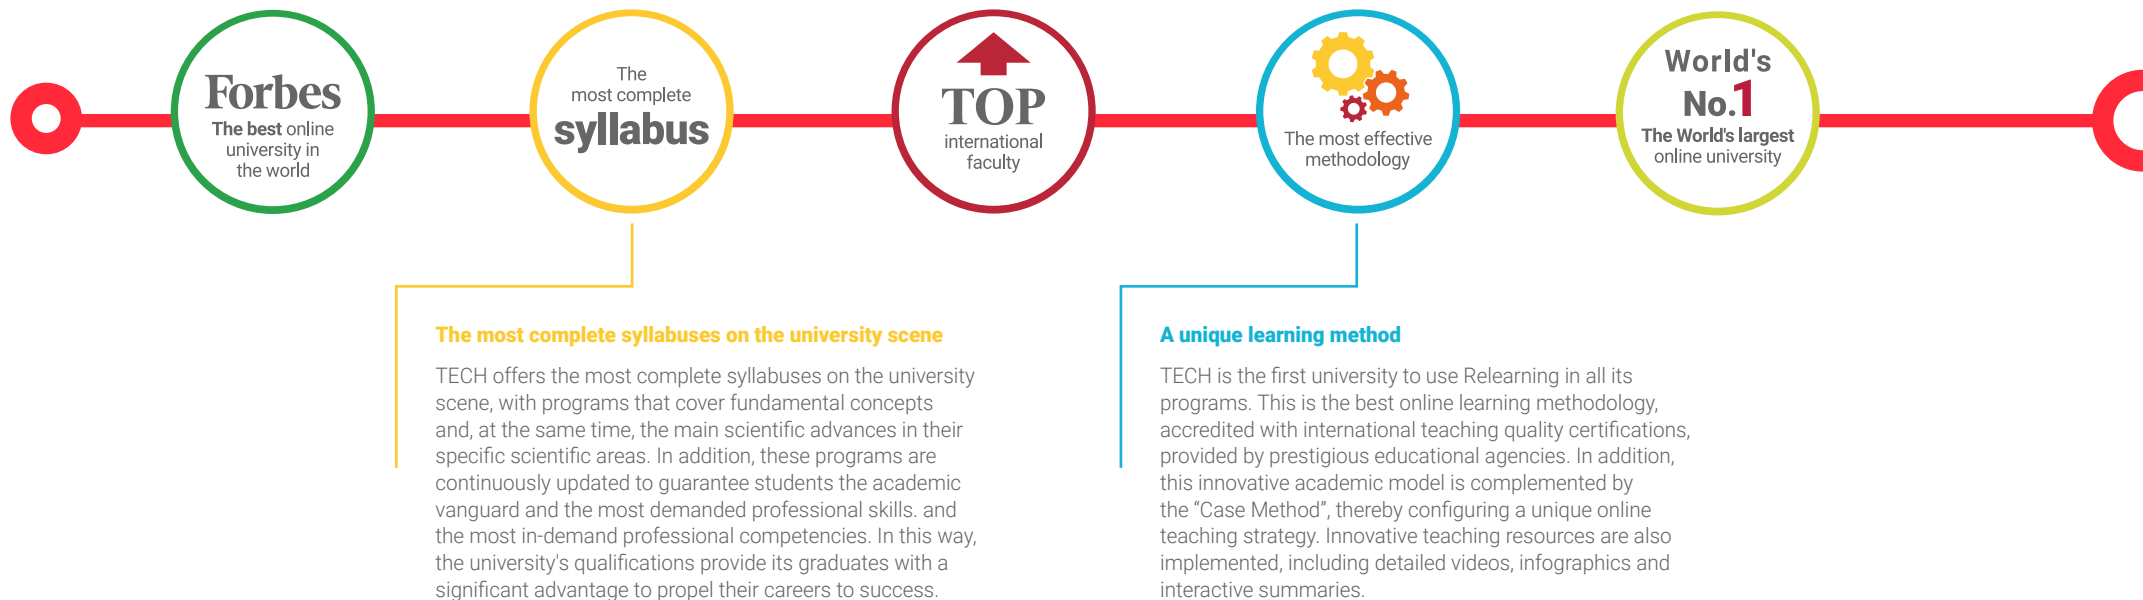 Forbes
The best online
university in
the world
The
most complete
syllabus
TOP
international
faculty
The most effective
methodology
World's
No.1
The World's largest
online university
The most complete syllabuses on the university scene
TECH offers the most complete syllabuses on the university
scene, with programs that cover fundamental concepts
and, at the same time, the main scientific advances in their
specific scientific areas. In addition, these programs are
continuously updated to guarantee students the academic
vanguard and the most demanded professional skills. and
the most in-demand professional competencies. In this way,
the university's qualifications provide its graduates with a
significant advantage to propel their careers to success.
A unique learning method
TECH is the first university to use Relearning in all its
programs. This is the best online learning methodology,
accredited with international teaching quality certifications,
provided by prestigious educational agencies. In addition,
this innovative academic model is complemented by
the “Case Method”, thereby configuring a unique online
teaching strategy. Innovative teaching resources are also
implemented, including detailed videos, infographics and
interactive summaries.